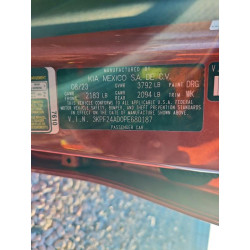 MANUFACTURED BY
KIA MEXICO S.A. DE C.V.
06/23 GVWR 3792 LB PAINT DRG
2183 LB 2094 LB TRIM WK
THIS VEHICLE CONFORMS TO ALL APPLICABLE U.S. FEDERAL
MOTOR VEHICLE SAFETY, BUMPER, AND THEFT PREVENTION STANDARDS
IN EFFECT ON THE DATE OF MANUFACTURE SHOWN ABOVE.
V.I.N. 3KPF24AD0PE680187
PASSENGER CAR